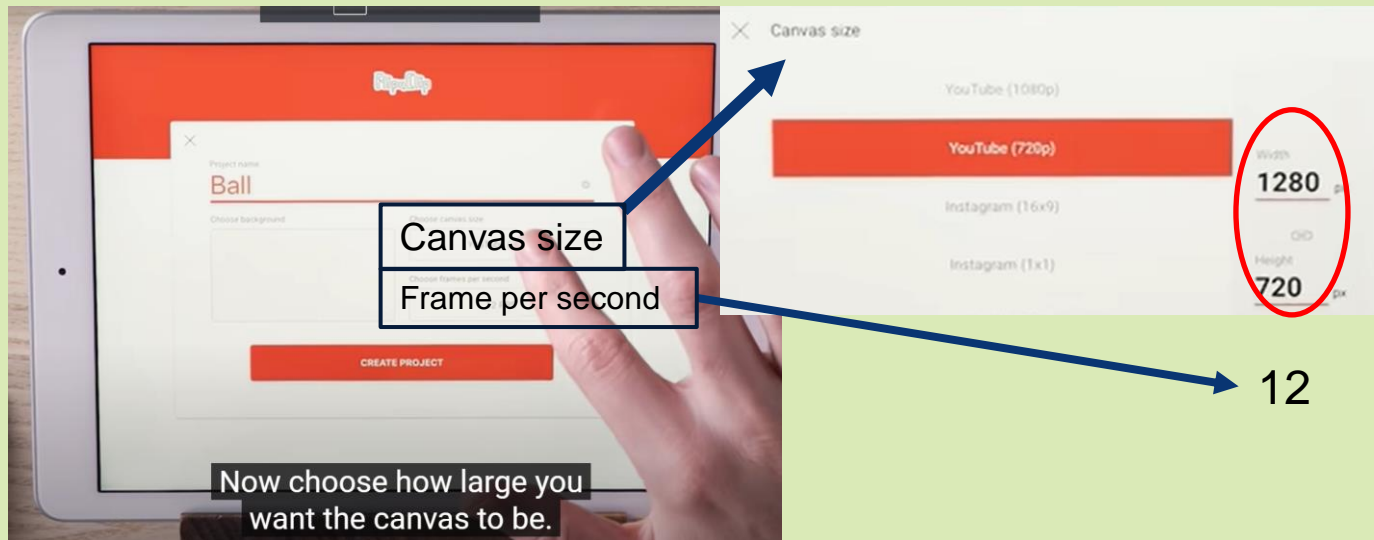 FlipaClip
Project name
Ball
Choose background
Choose canvas size
Canvas size
Choose frames per second
Frame per second
CREATE PROJECT
Now choose how large you
want the canvas to be.
Canvas size
YouTube (1080p)
YouTube (720p)
Instagram (16x9)
Instagram (1x1)
Width
1280
Height
720 px
12